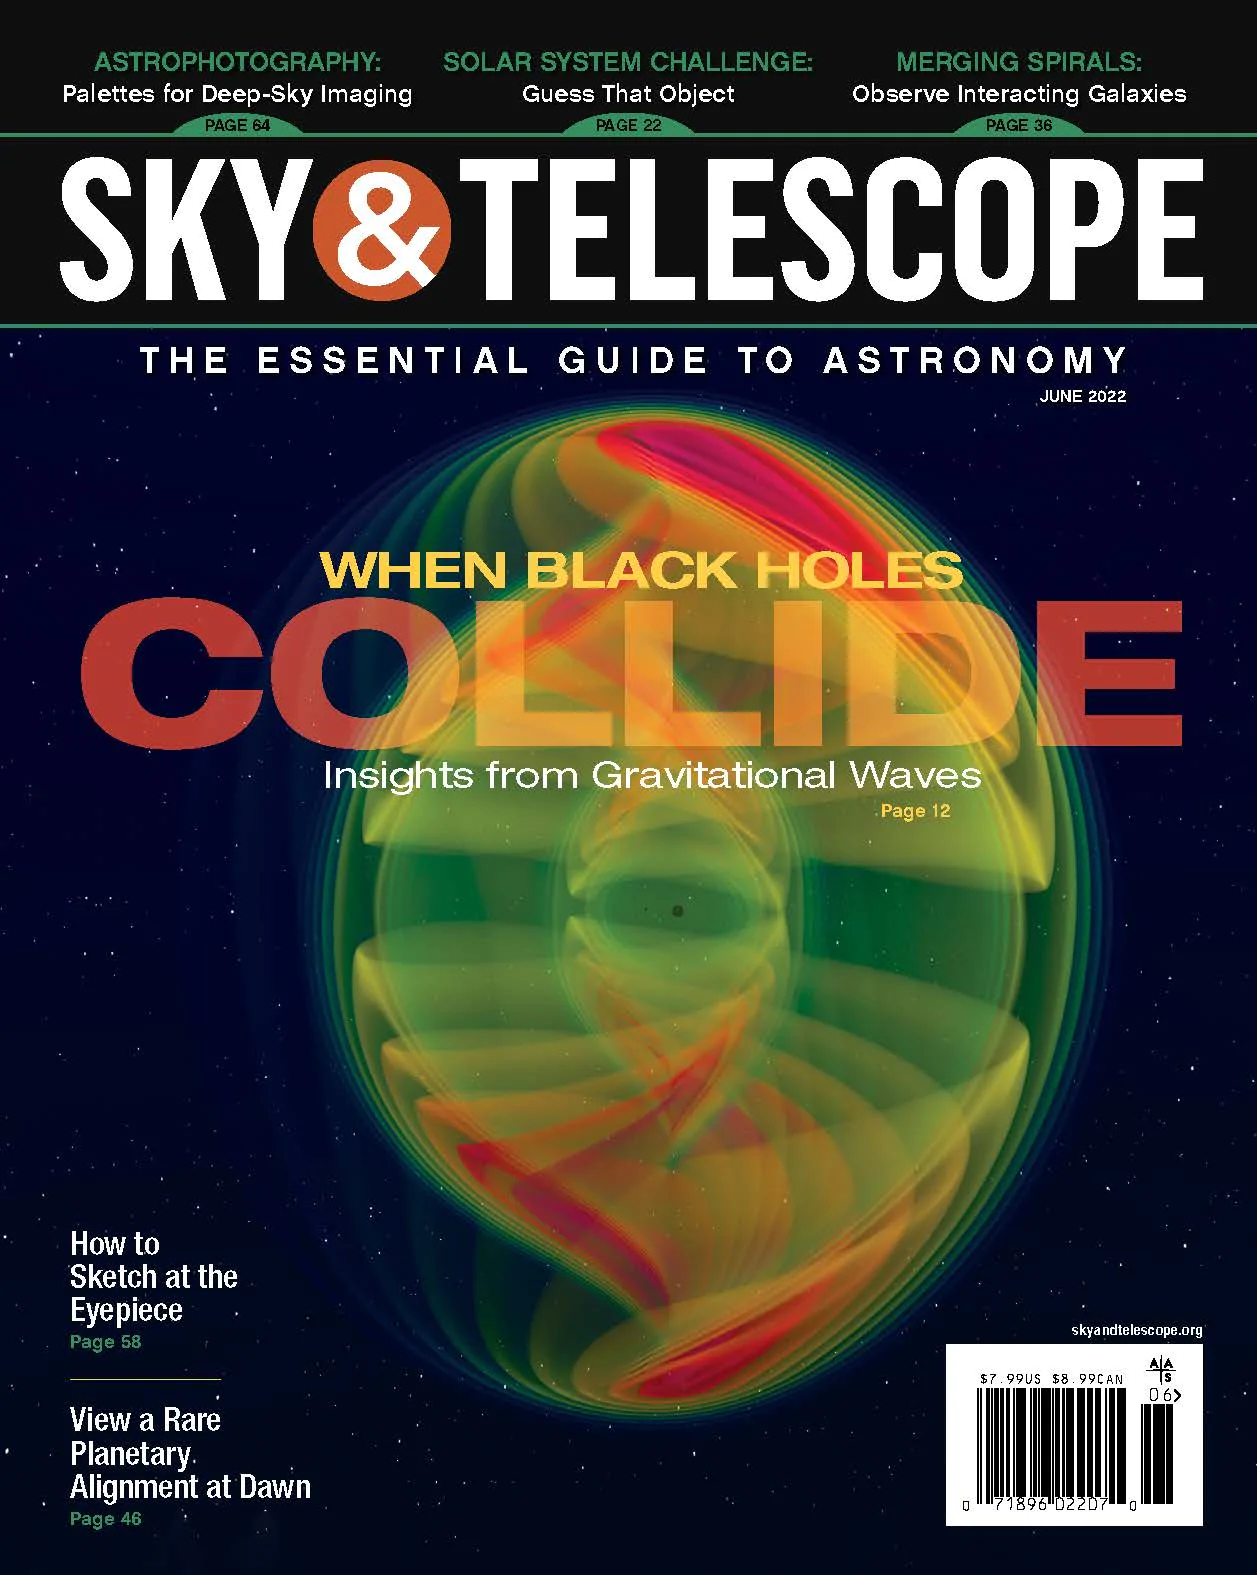 ASTROPHOTOGRAPHY:
Palettes for Deep-Sky Imaging
PAGE 64
SOLAR SYSTEM CHALLENGE:
Guess That Object
PAGE 22
MERGING SPIRALS:
Observe Interacting Galaxies
PAGE 36
SKY & TELESCOPE
THE ESSENTIAL GUIDE TO ASTRONOMY
JUNE 2022
WHEN BLACK HOLES
COLLIDE
Insights from Gravitational Waves
Page 12
How to
Sketch at the
Eyepiece
Page 58
View a Rare
Planetary
Alignment at Dawn
Page 46
skyandtelescope.org
AAS
$7.99US $8.99CAN
06>
0 71896 02207 0